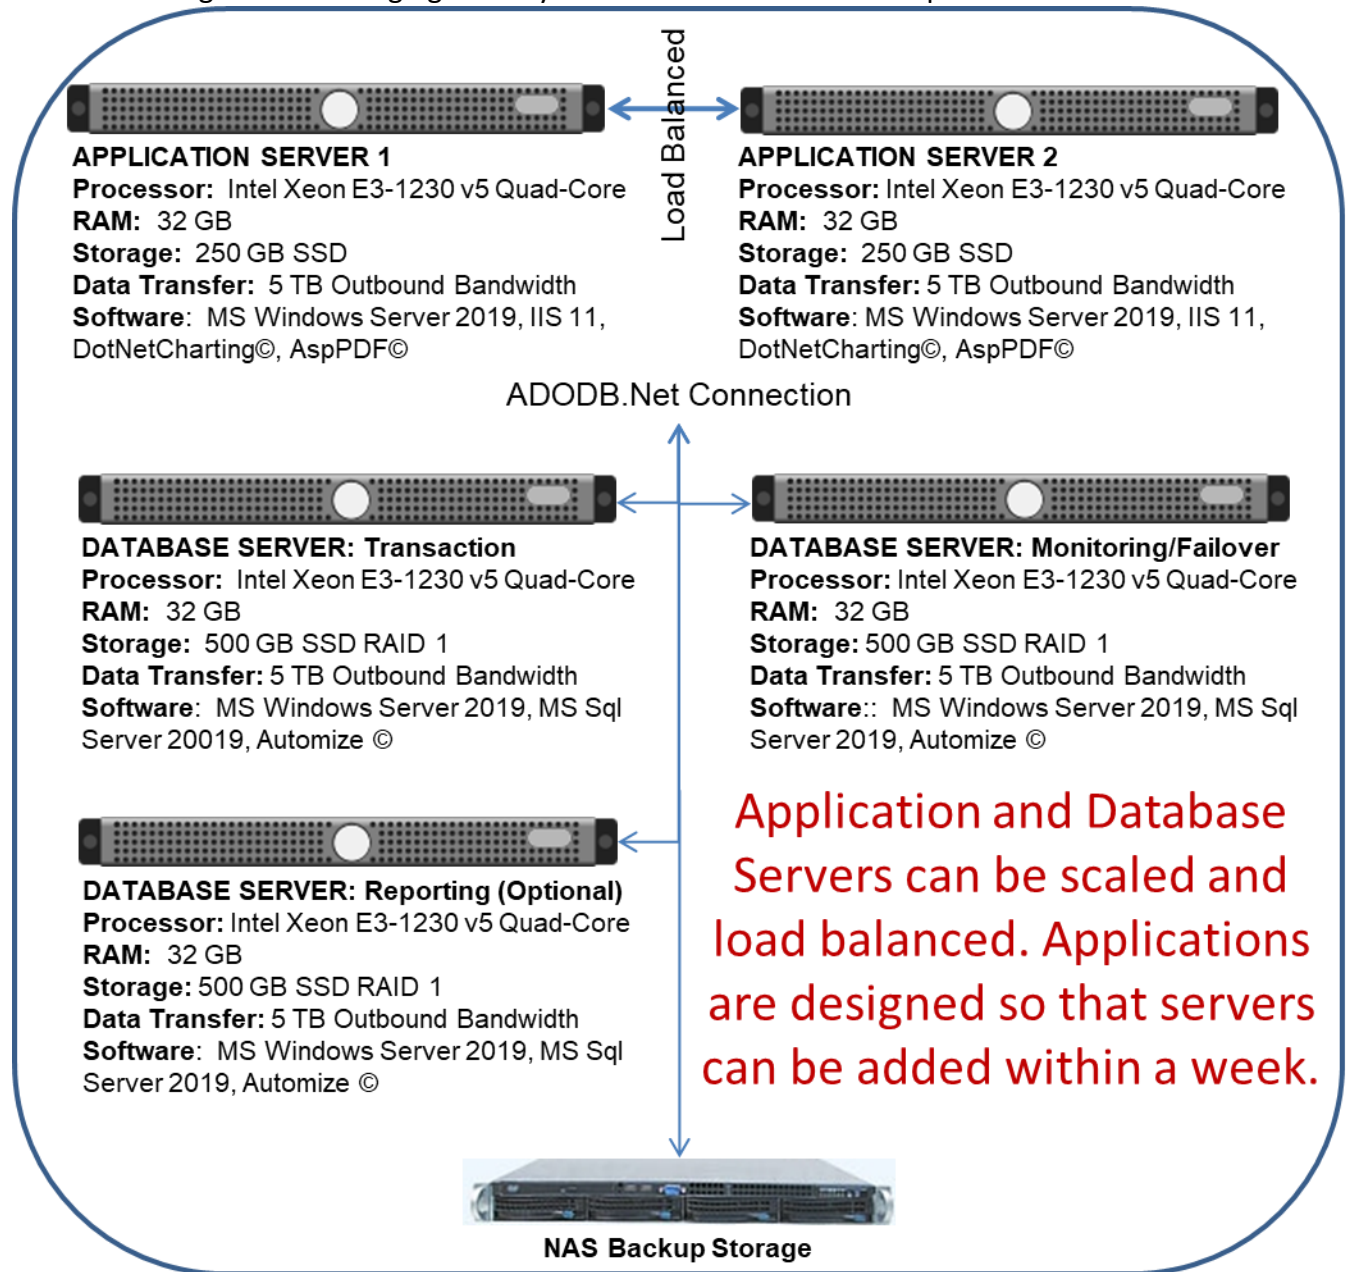 Load Balanced
APPLICATION SERVER 1
Processor: Intel Xeon E3-1230 v5 Quad-Core
RAM: 32 GB
Storage: 250 GB SSD
Data Transfer: 5 TB Outbound Bandwidth
Software: MS Windows Server 2019, IIS 11,
DotNetCharting©, AspPDF©
APPLICATION SERVER 2
Processor: Intel Xeon E3-1230 v5 Quad-Core
RAM: 32 GB
Storage: 250 GB SSD
Data Transfer: 5 TB Outbound Bandwidth
Software: MS Windows Server 2019, IIS 11,
DotNetCharting©, AspPDF©
ADODB.Net Connection
DATABASE SERVER: Transaction
Processor: Intel Xeon E3-1230 v5 Quad-Core
RAM: 32 GB
Storage: 500 GB SSD RAID 1
Data Transfer: 5 TB Outbound Bandwidth
Software: MS Windows Server 2019, MS Sql
Server 20019, Automize ©
DATABASE SERVER: Monitoring/Failover
Processor: Intel Xeon E3-1230 v5 Quad-Core
RAM: 32 GB
Storage: 500 GB SSD RAID 1
Data Transfer: 5 TB Outbound Bandwidth
Software:: MS Windows Server 2019, MS Sql
Server 2019, Automize ©
DATABASE SERVER: Reporting (Optional)
Processor: Intel Xeon E3-1230 v5 Quad-Core
RAM: 32 GB
Storage: 500 GB SSD RAID 1
Data Transfer: 5 TB Outbound Bandwidth
Software: MS Windows Server 2019, MS Sql
Server 2019, Automize ©
Application and Database
Servers can be scaled and
load balanced. Applications
are designed so that servers
can be added within a week.
NAS Backup Storage